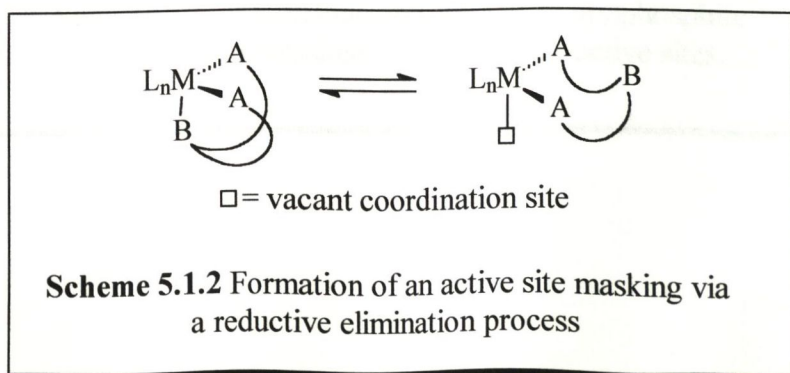 A
LₙM
A
B
A
LₙM
B
A
□= vacant coordination site
Scheme 5.1.2 Formation of an active site masking via
a reductive elimination process